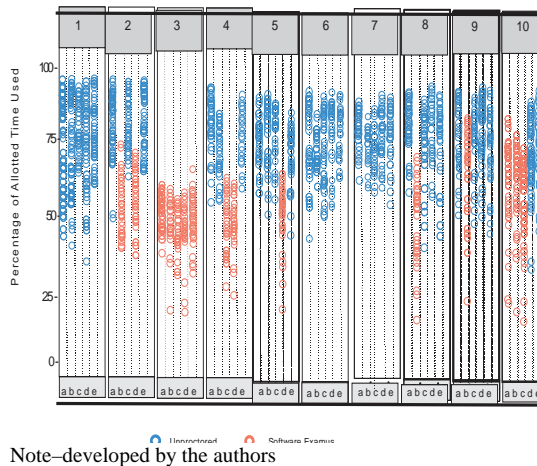 1 2 3 4 5 6 7 8 9 10
Percentage of Allotted Time Used
100-
75-
50-
25-
0-
abcde abcde abcde abcde abcde abcde abcde abcde abcde abcde
Unproctored Software Examus
Note–developed by the authors